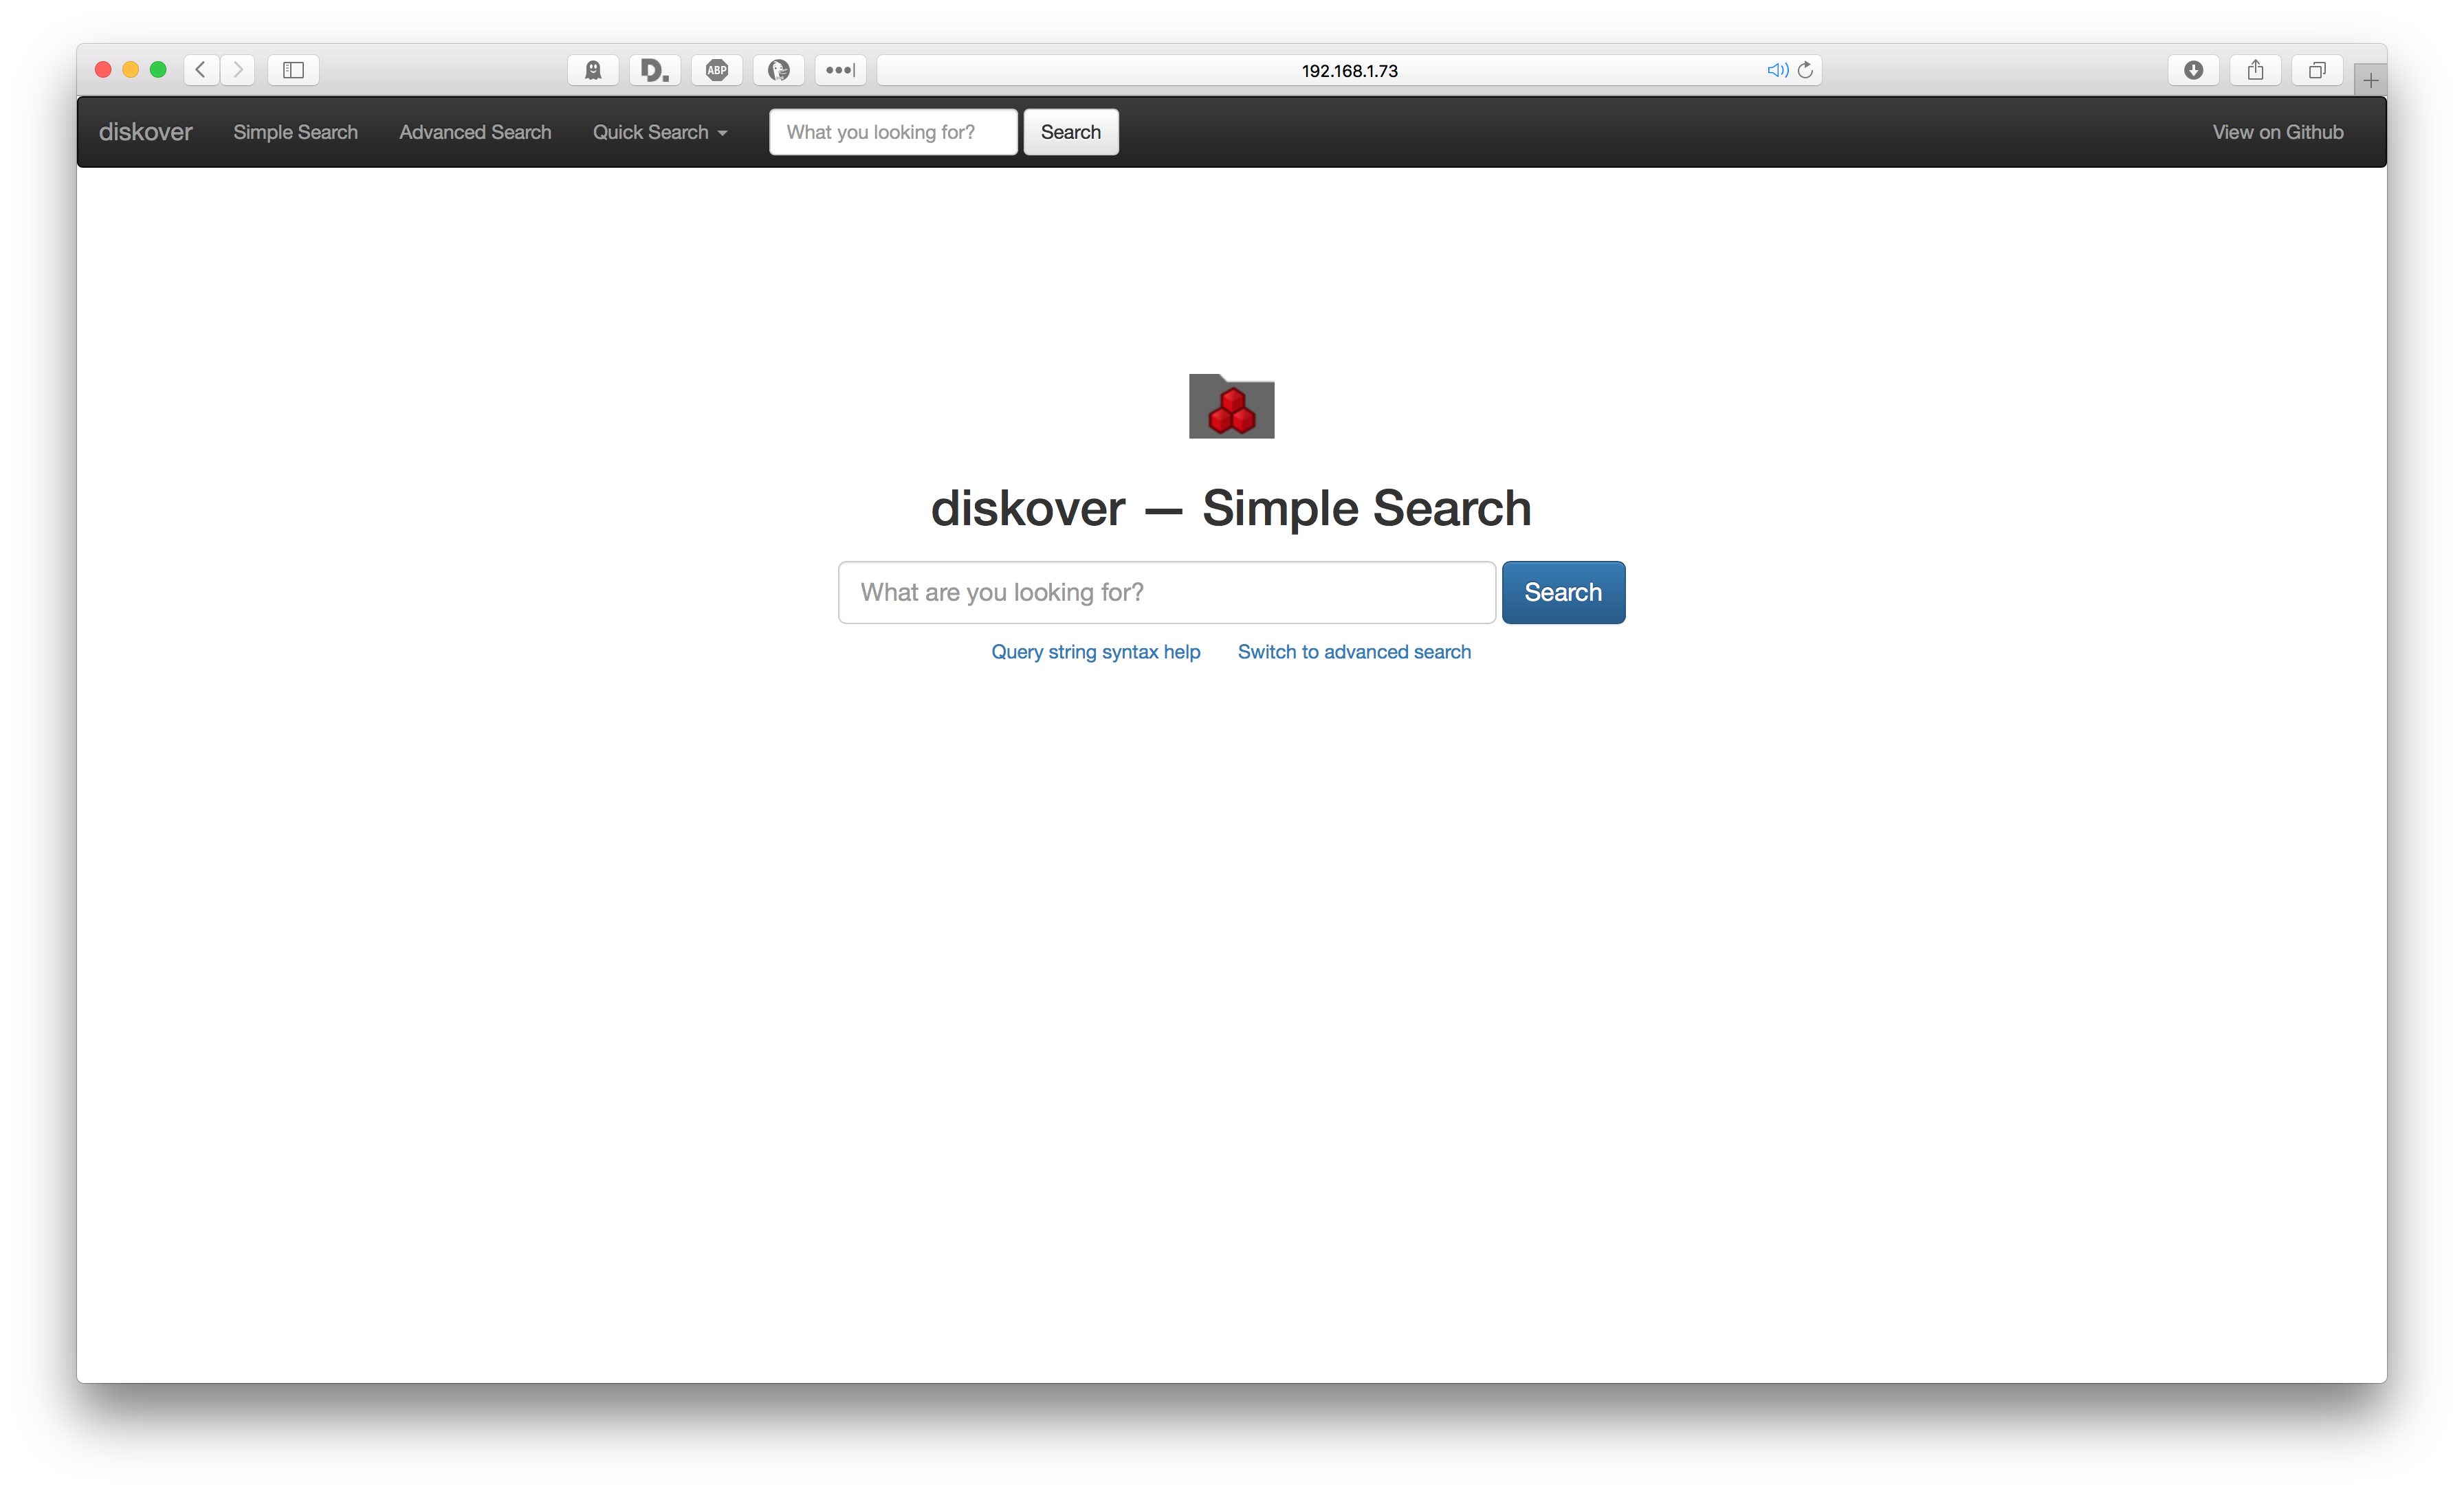 D. ABP 192.168.1.73
diskover Simple Search Advanced Search Quick Search What you looking for? Search View on Github
diskover — Simple Search
What are you looking for? Search
Query string syntax help Switch to advanced search